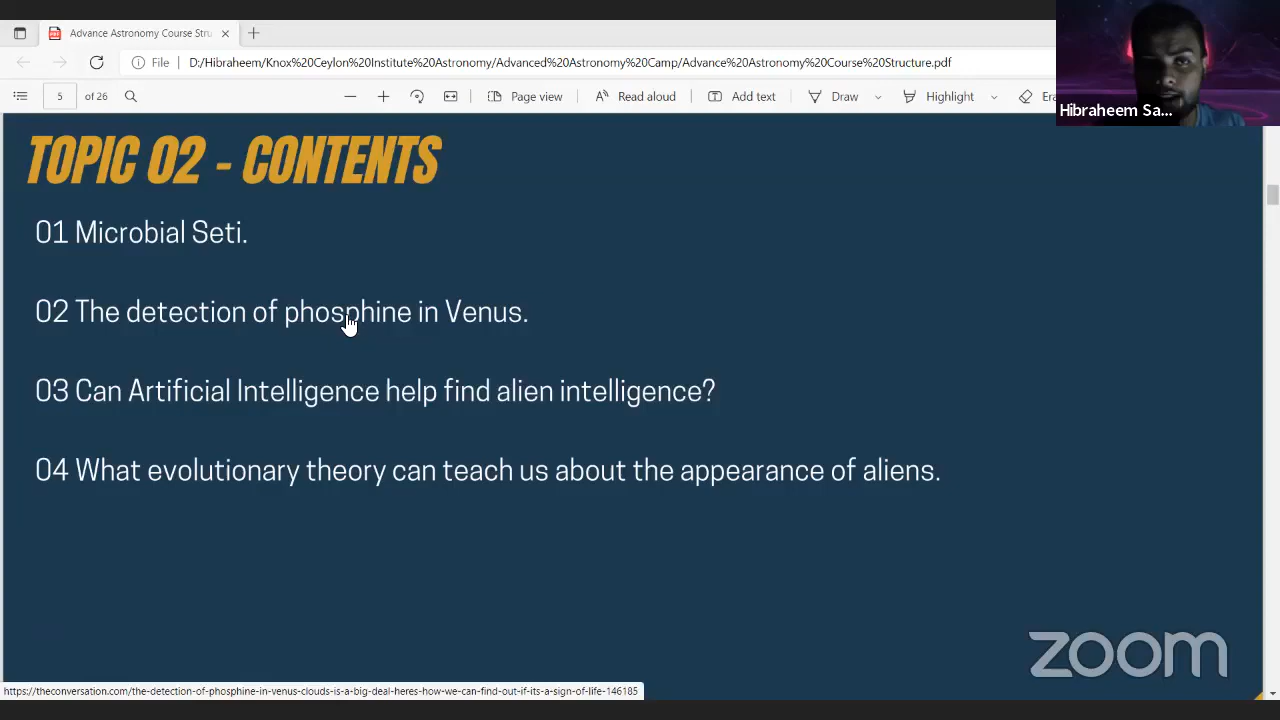 Advance Astronomy Course Stru
File
D:/Hibraheem/Knox%20Ceylon%20Institute%20Astronomy/Advanced%20Astronomy%20Camp/Advance%20Astronomy%20Course%20Structure.pdf
5 of 26
Page view
Read aloud
Add text
Draw
Highlight
Era
Hibraheem Sa...
TOPIC 02 - CONTENTS
01 Microbial Seti.
02 The detection of phosphine in Venus.
03 Can Artificial Intelligence help find alien intelligence?
04 What evolutionary theory can teach us about the appearance of aliens.
zoom
https://theconversation.com/the-detection-of-phosphine-in-venus-clouds-is-a-big-deal-heres-how-we-can-find-out-if-its-a-sign-of-life-146185